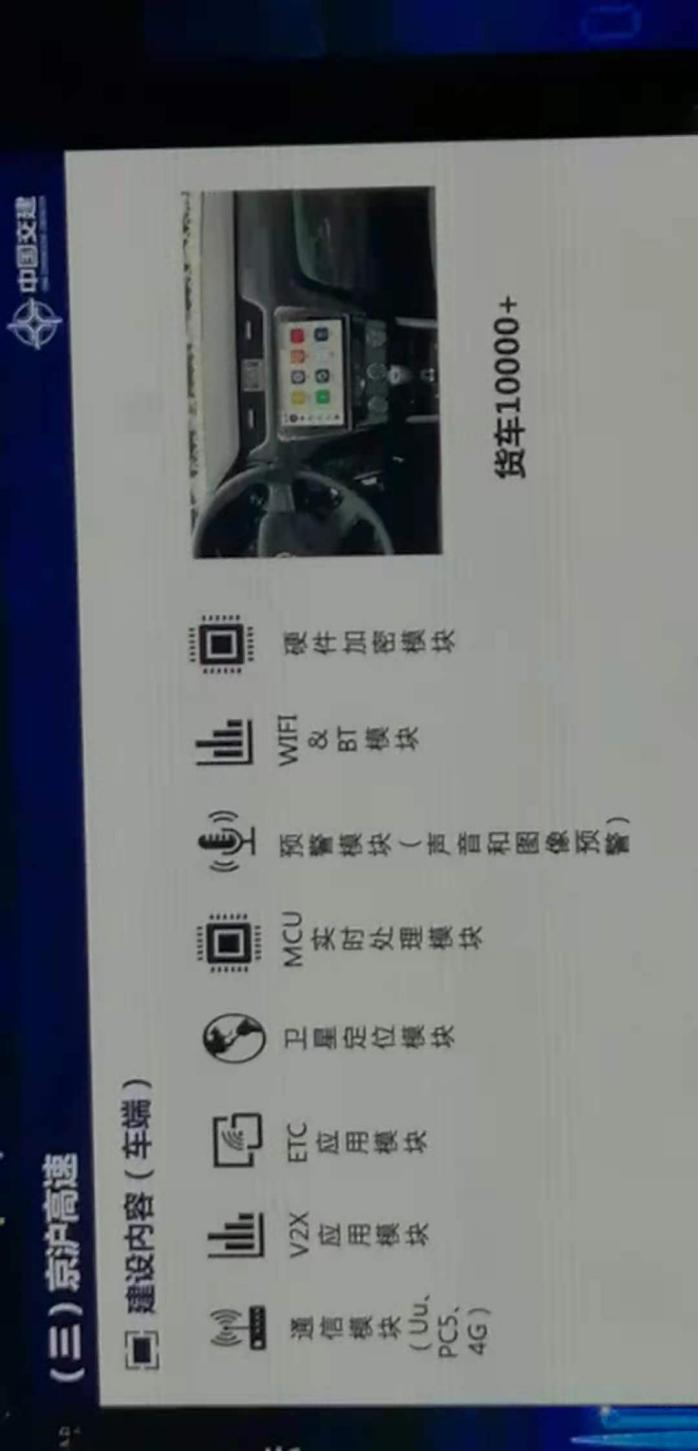 （三）京沪高速
中国交建
建设内容（车端）
通信模块（Uu、PC5、4G）
V2X应用模块
ETC应用模块
卫星定位模块
MCU实时处理模块
预警模块（声音和图像预警）
WIFI & BT模块
硬件加密模块
货车10000+